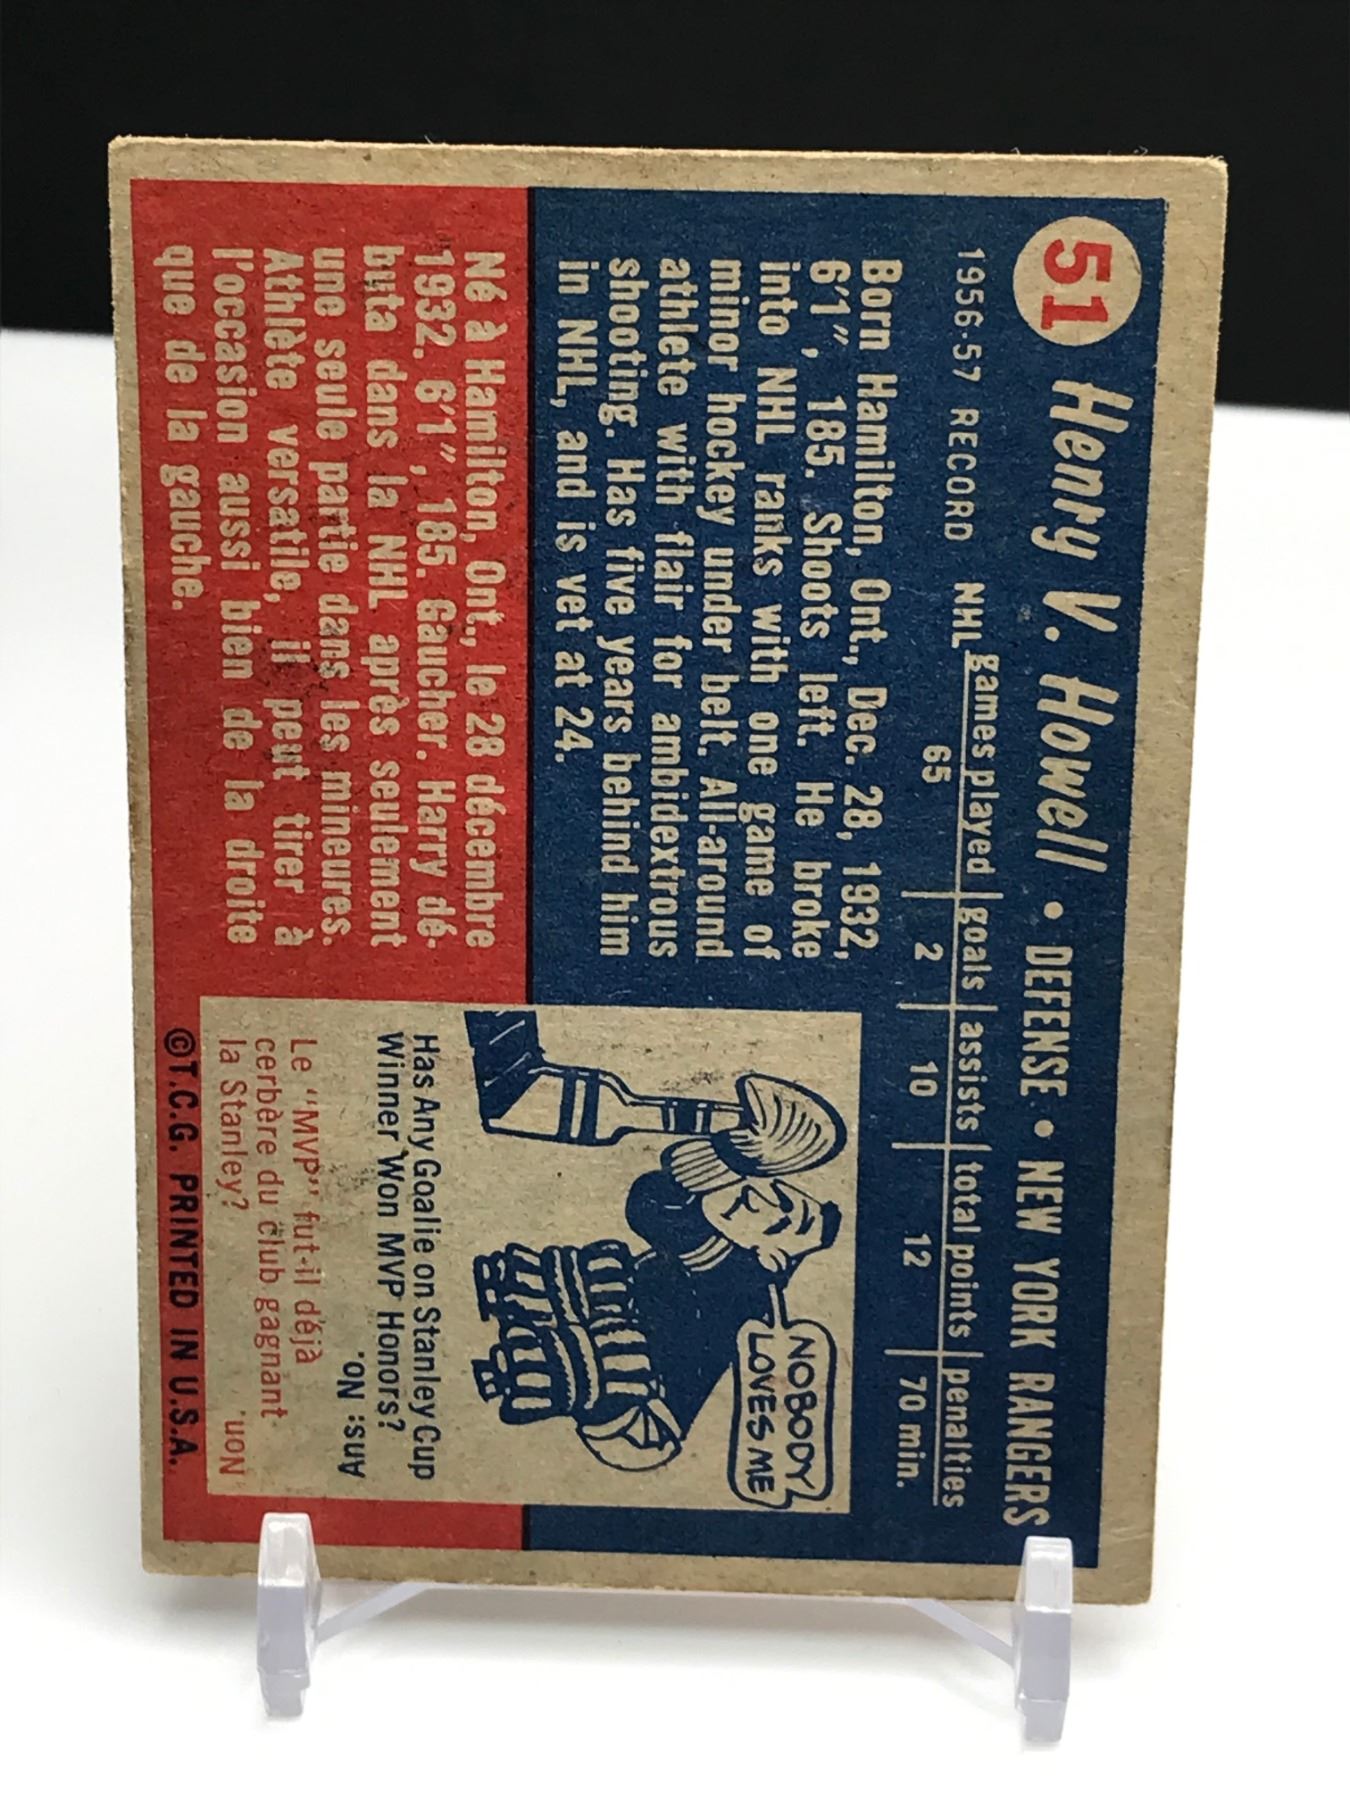 51 Henry V. Howell • DEFENSE • NEW YORK RANGERS
games played | goals | assists | total points | penalties
1956-57 RECORD NHL 65 2 10 12 70 min.
Born Hamilton, Ont., Dec. 28, 1932,
6'1", 185. Shoots left. He broke
into NHL ranks with one game of
minor hockey under belt. All-around
athlete with flair for ambidextrous
shooting. Has five years behind him
in NHL, and is vet at 24.
Né à Hamilton, Ont., le 28 décembre
1932. 6'1", 185. Gaucher. Harry dé-
buta dans la NHL après seulement
une seule partie dans les mineures.
Athlète versatile, il peut tirer à
l'occasion aussi bien de la droite
que de la gauche.
NOBODY
LOVES ME
Has Any Goalie on Stanley Cup
Winner Won MVP Honors?
Ans: No.
Le "MVP" fut-il déjà
cerbère du club gagnant
la Stanley?
Non.
©T.C.G. PRINTED IN U.S.A.